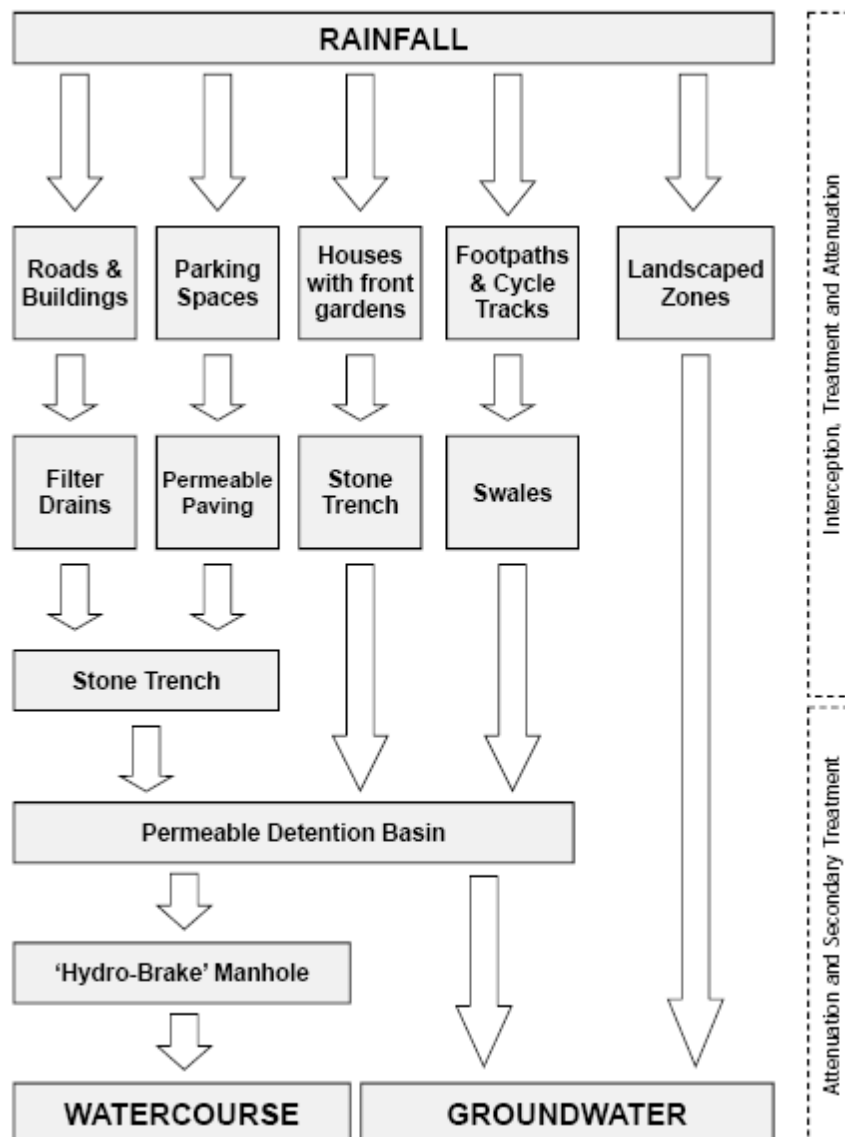 RAINFALL
Roads &
Buildings
Parking
Spaces
Houses
with front
gardens
Footpaths
& Cycle
Tracks
Landscaped
Zones
Filter
Drains
Permeable
Paving
Stone
Trench
Swales
Stone Trench
Permeable Detention Basin
‘Hydro-Brake’ Manhole
WATERCOURSE
GROUNDWATER
Interception, Treatment and Attenuation
Attenuation and Secondary Treatment